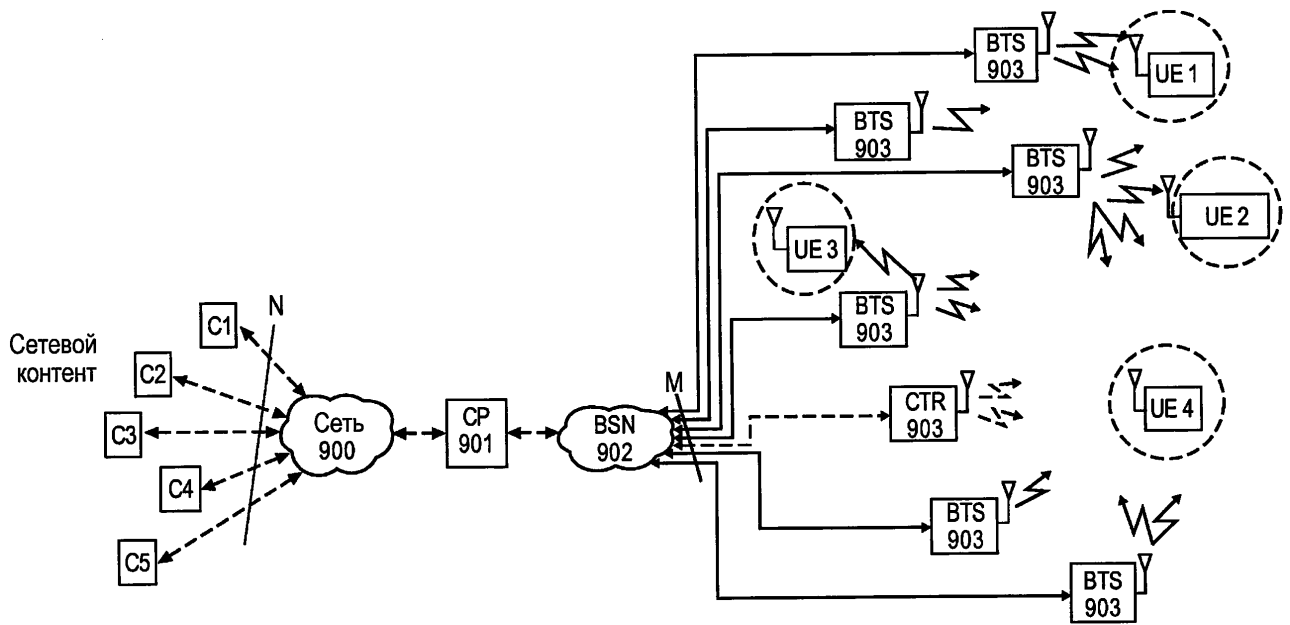 BTS
903
UE 1
BTS
903
BTS
903
UE 2
UE 3
BTS
903
N
C1
Сетевой
контент
C2
C3
C4
C5
Сеть
900
CP
901
BSN
902
M
CTR
903
UE 4
BTS
903
BTS
903